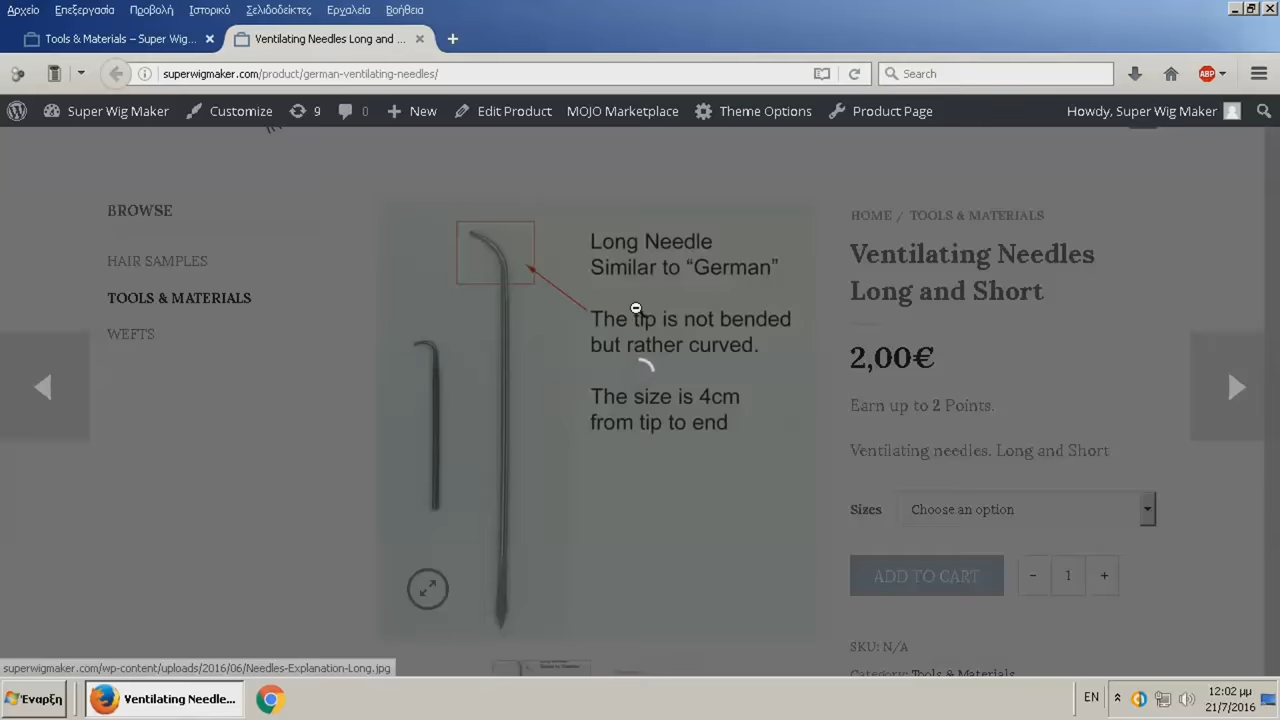 Αρχείο Επεξεργασία Προβολή Ιστορικό Σελιδοδείκτες Εργαλεία Βοήθεια
Tools & Materials – Super Wig... Ventilating Needles Long and ...
superwigmaker.com/product/german-ventilating-needles/ Search ABP
Super Wig Maker Customize 9 0 New Edit Product MOJO Marketplace Theme Options Product Page Howdy, Super Wig Maker
BROWSE
HAIR SAMPLES
TOOLS & MATERIALS
WEFTS
Long Needle
Similar to “German”
The tip is not bended
but rather curved.
The size is 4cm
from tip to end
HOME / TOOLS & MATERIALS
Ventilating Needles
Long and Short
2,00€
Earn up to 2 Points.
Ventilating needles. Long and Short
Sizes Choose an option
ADD TO CART - 1 +
SKU: N/A
Category: Tools & Materials
superwigmaker.com/wp-content/uploads/2016/06/Needles-Explanation-Long.jpg
Έναρξη Ventilating Needle... EN 12:02 μμ
21/7/2016